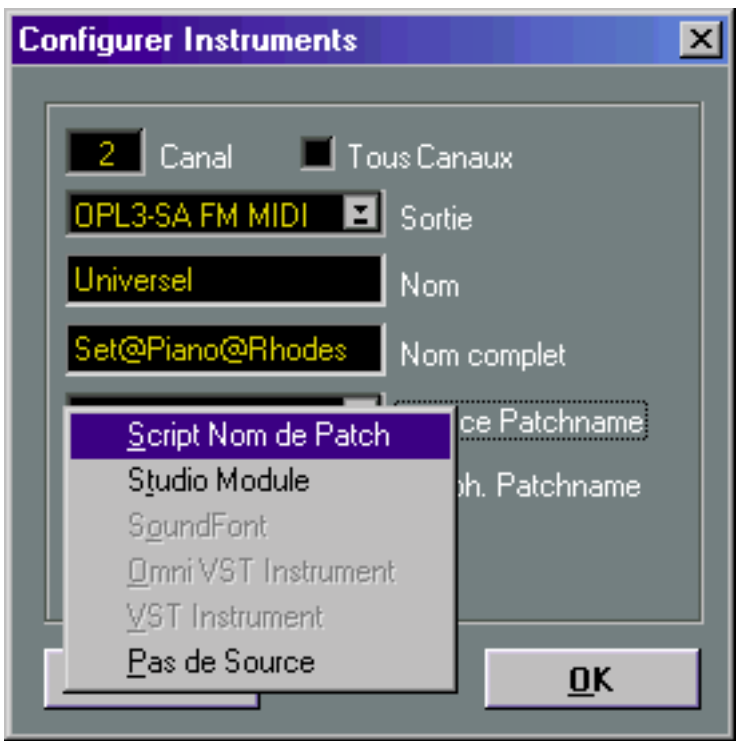 Configurer Instruments
2 Canal Tous Canaux
OPL3-SA FM MIDI Sortie
Universel Nom
Set@Piano@Rhodes Nom complet
ce Patchname
Script Nom de Patch
Studio Module
ph. Patchname
SoundFont
Omni VST Instrument
VST Instrument
Pas de Source
OK